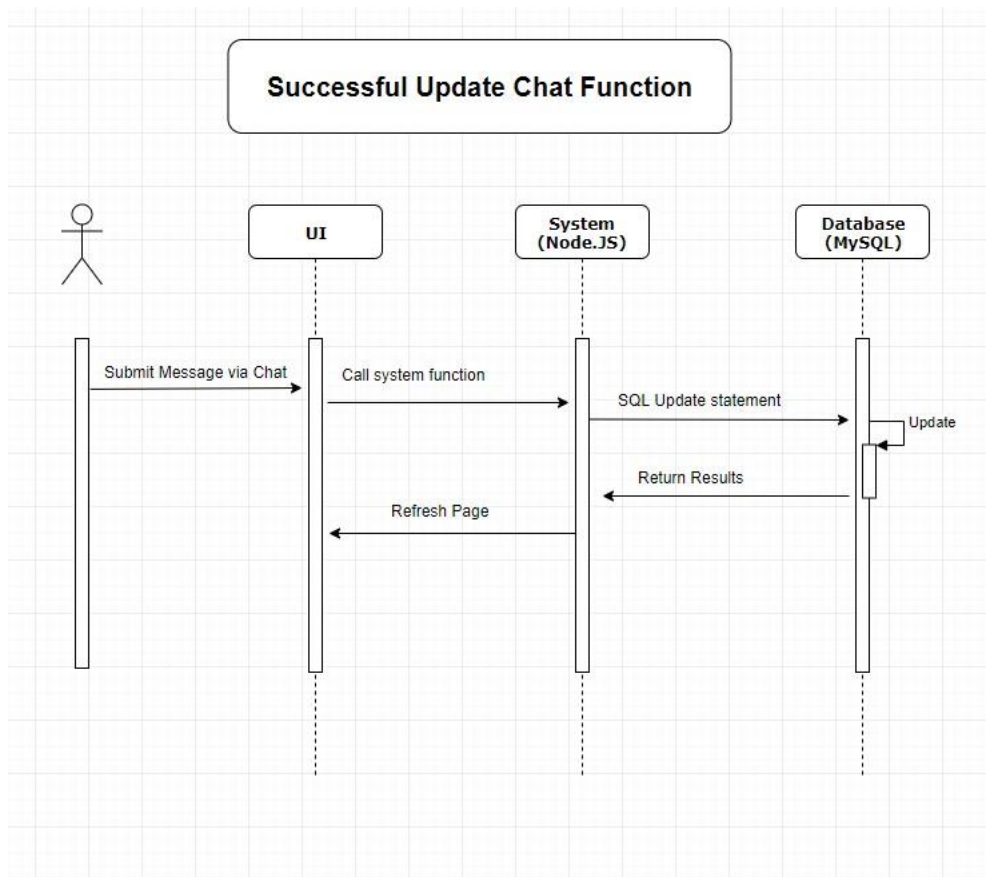 Successful Update Chat Function
UI
System
(Node.JS)
Database
(MySQL)
Submit Message via Chat
Call system function
SQL Update statement
Update
Return Results
Refresh Page